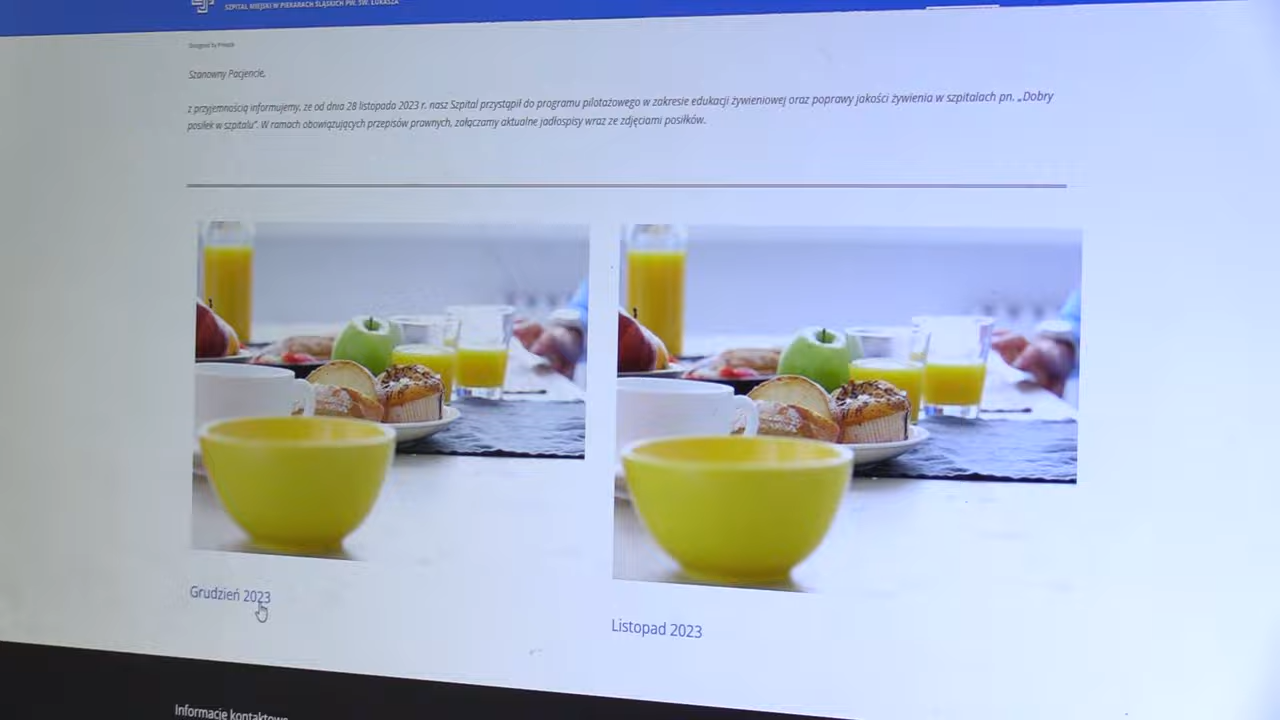 SZPITAL MIEJSKI W PIEKARACH ŚLĄSKICH PW. ŚW. ŁUKASZA
Szanowny Pacjencie,
z przyjemnością informujemy, że od dnia 28 listopada 2023 r. nasz Szpital przystąpił do programu pilotażowego w zakresie edukacji żywieniowej oraz poprawy jakości żywienia w szpitalach pn. „Dobry
posiłek w szpitalu”. W ramach obowiązujących przepisów prawnych, załączamy aktualne jadłospisy wraz ze zdjęciami posiłków.
Grudzień 2023
Listopad 2023
Informacje kontaktowe